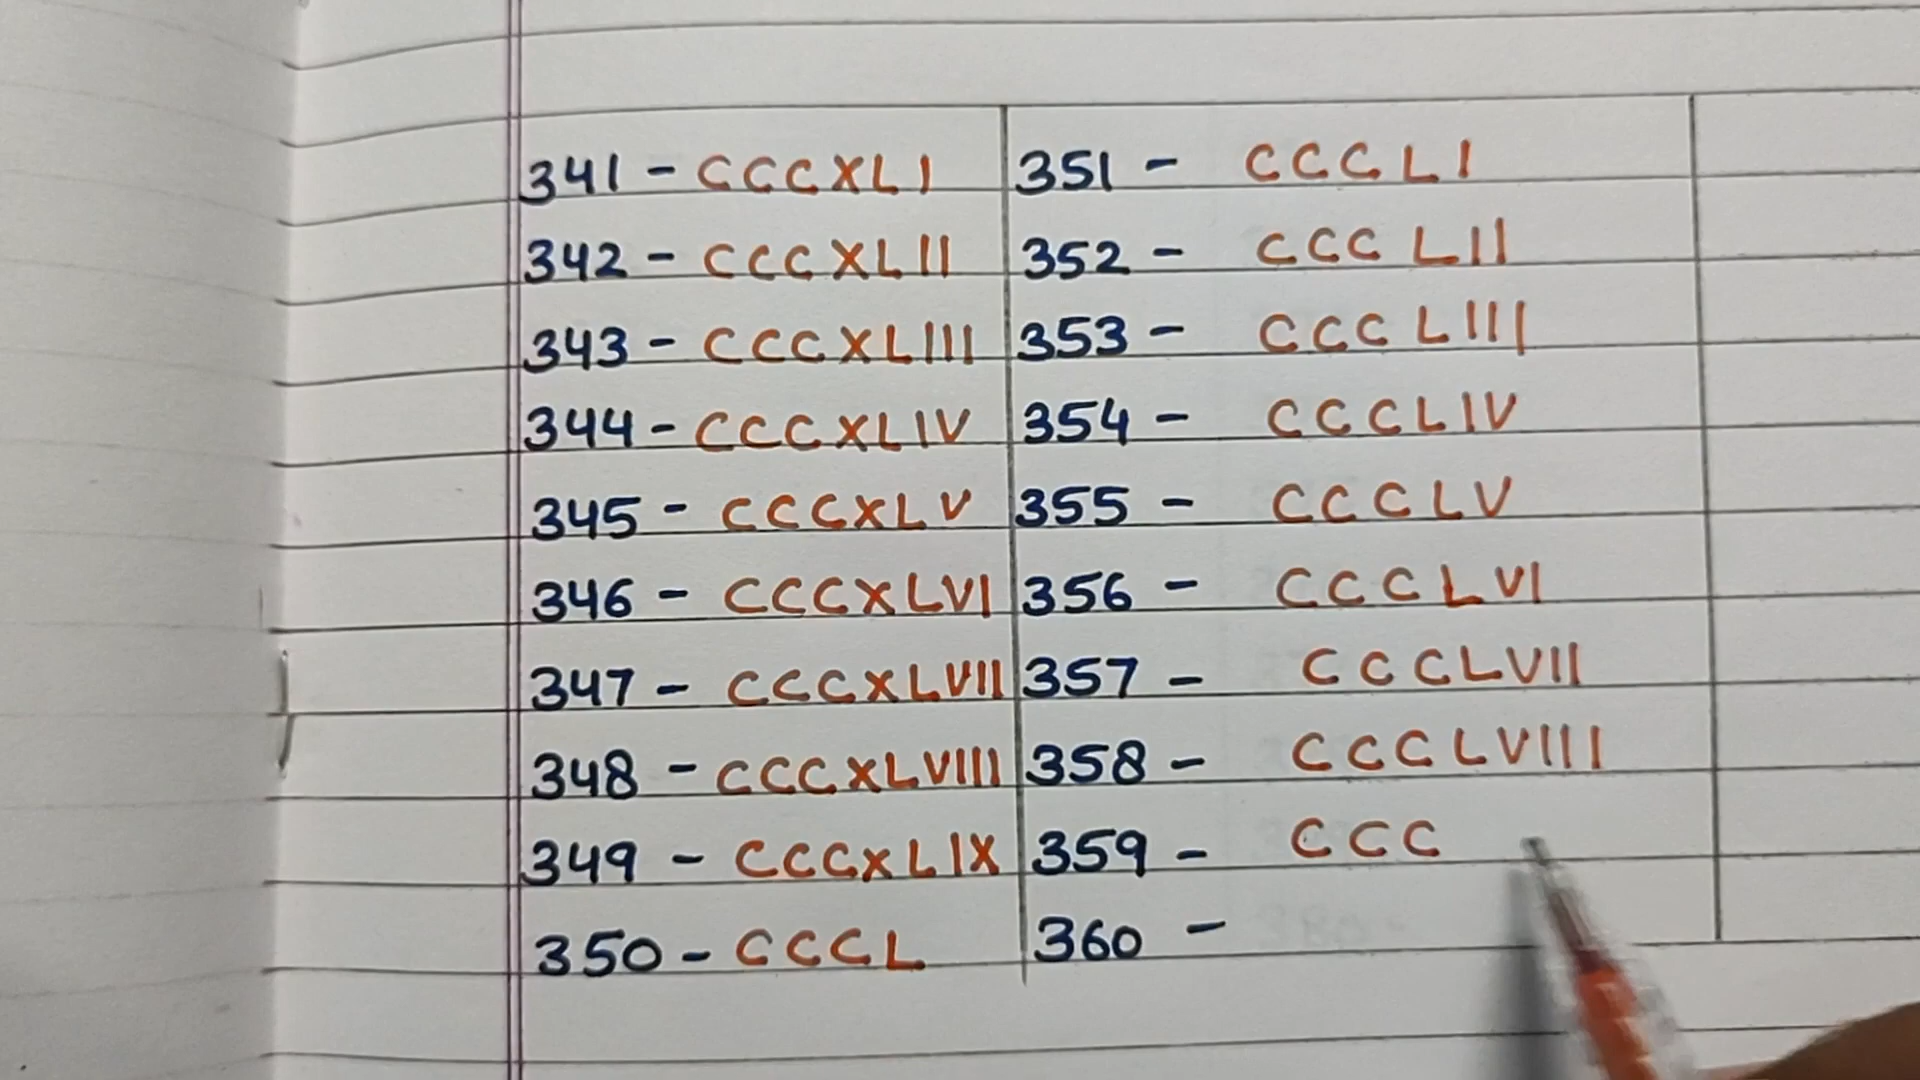 341 - CCCXLI
342 - CCCXLII
343 - CCCXLIII
344 - CCCXLIV
345 - CCCXLV
346 - CCCXLVI
347 - CCCXLVII
348 - CCCXLVIII
349 - CCCXLIX
350 - CCCL
351 - CCCLI
352 - CCCLII
353 - CCCLIII
354 - CCCLIV
355 - CCCLV
356 - CCCLVI
357 - CCCLVII
358 - CCCLVIII
359 - CCC
360 -